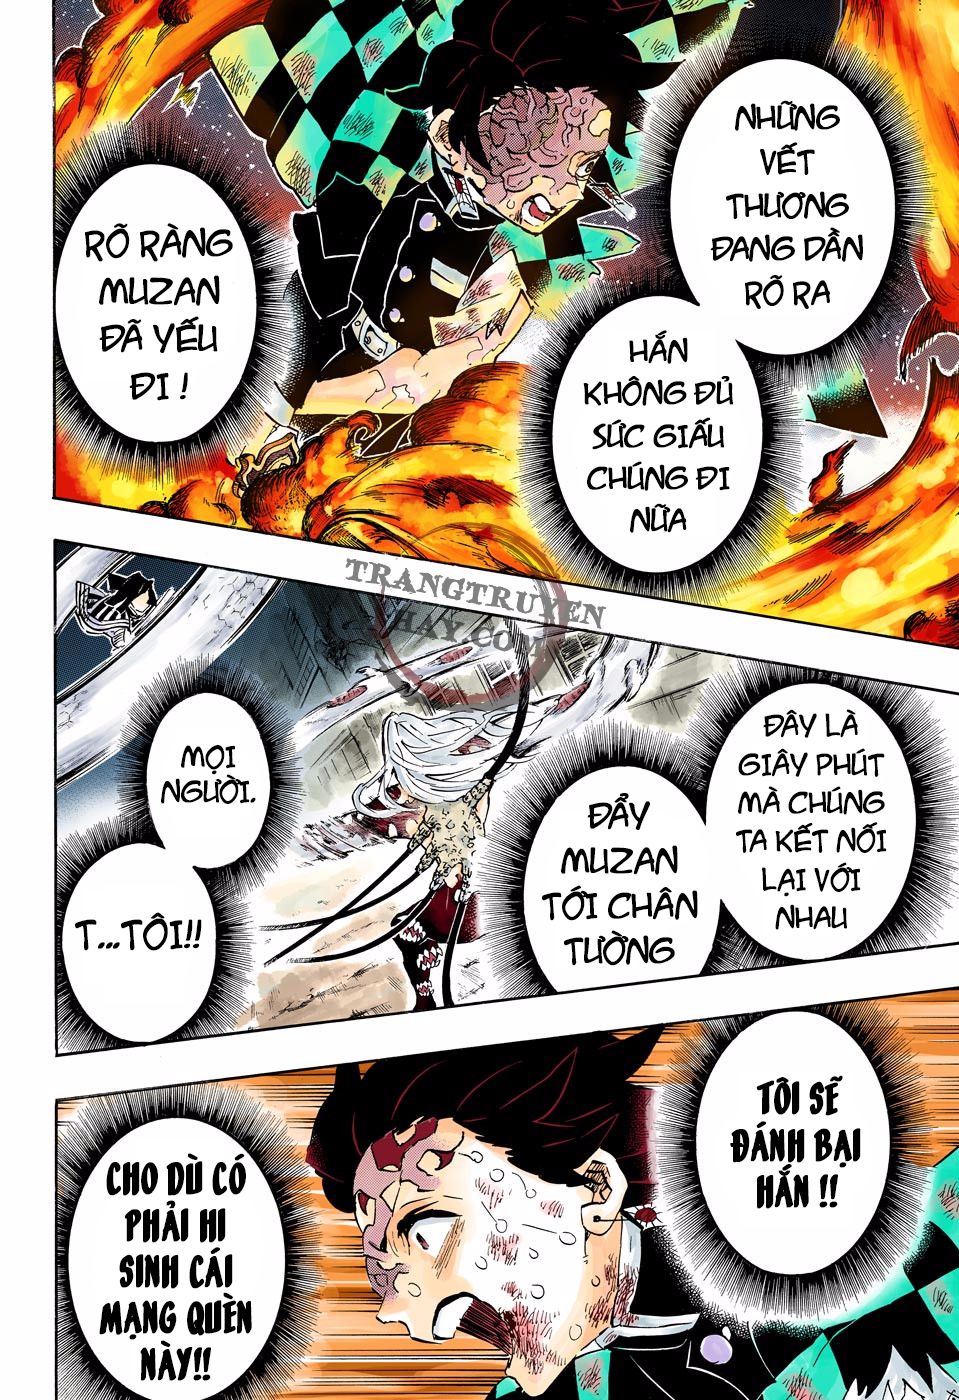 NHỮNG
VẾT
THƯƠNG
ĐANG DẦN
RÕ RA
HẮN
KHÔNG ĐỦ
SỨC GIẤU
CHÚNG ĐI
NỮA
RÕ RÀNG
MUZAN
ĐÃ YẾU
ĐI !
TRANGTRUYEN
HAY.COM
ĐÂY LÀ
GIÂY PHÚT
MÀ CHÚNG
TA KẾT NỐI
LẠI VỚI
NHAU
ĐẨY
MUZAN
TỚI CHÂN
TƯỜNG
MỌI
NGƯỜI.
T...TÔI!!
TÔI SẼ
ĐÁNH BẠI
HẮN !!
CHO DÙ CÓ
PHẢI HI
SINH CÁI
MẠNG QUÈN
NÀY!!